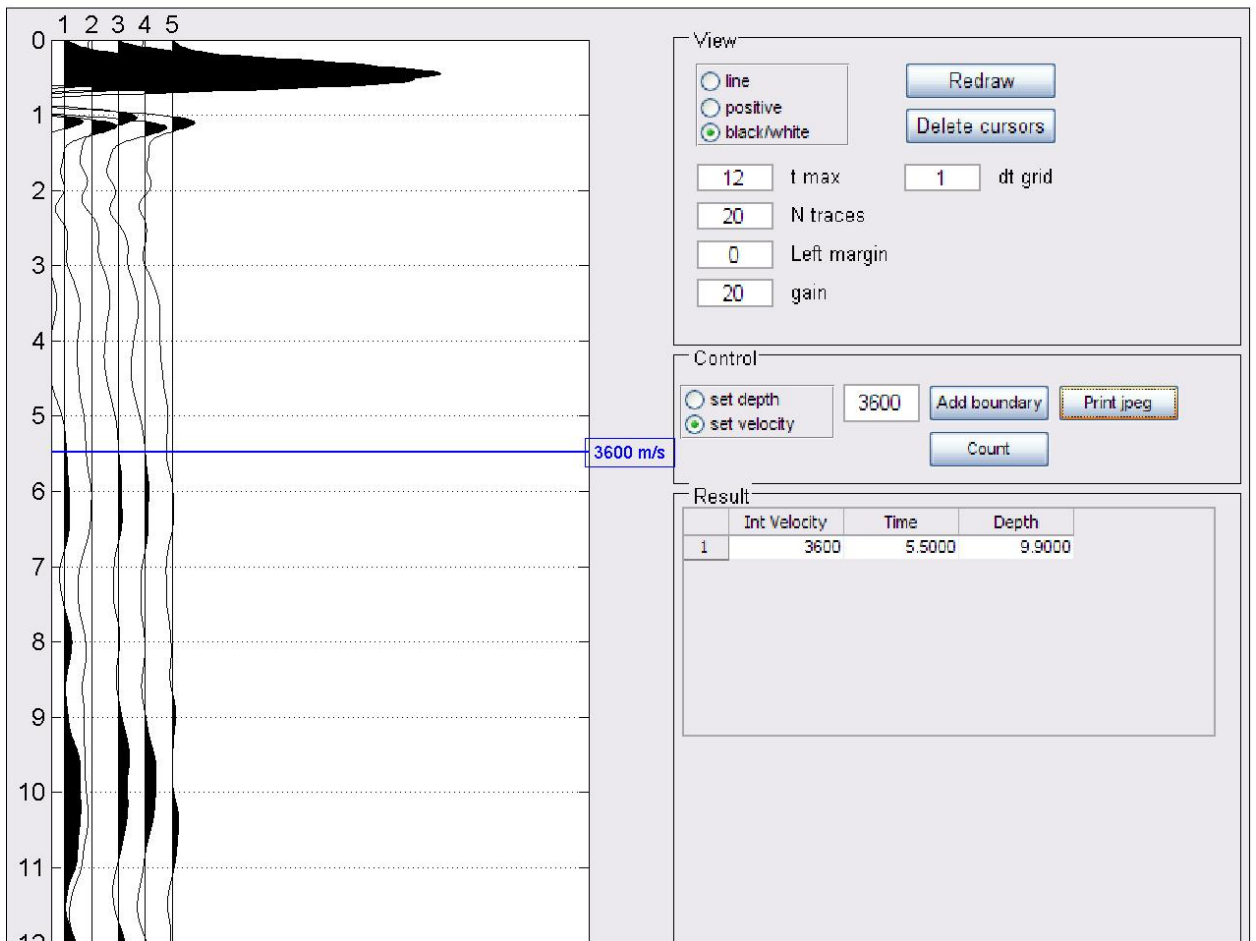 1 2 3 4 5
0
1
2
3
4
5
6
7
8
9
10
11
12
3600 m/s
View
line
positive
black/white
Redraw
Delete cursors
12 t max 1 dt grid
20 N traces
0 Left margin
20 gain
Control
set depth
set velocity
3600 Add boundary Print jpeg
Count
Result
Int Velocity Time Depth
1 3600 5.5000 9.9000